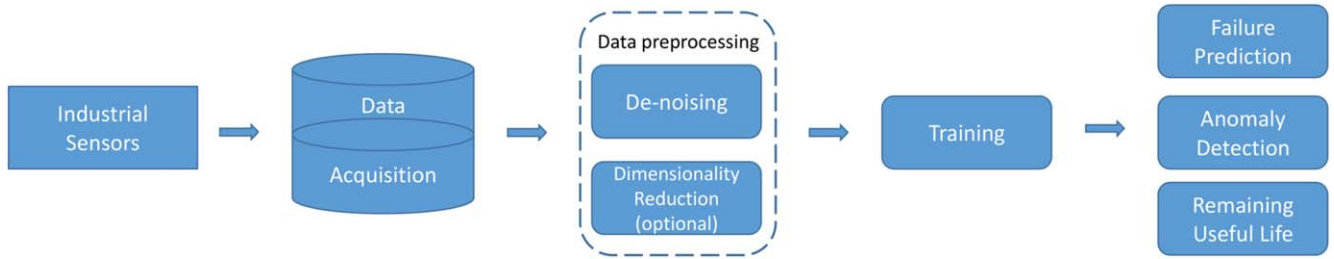 Industrial
Sensors
Data
Acquisition
Data preprocessing
De-noising
Dimensionality
Reduction
(optional)
Training
Failure
Prediction
Anomaly
Detection
Remaining
Useful Life